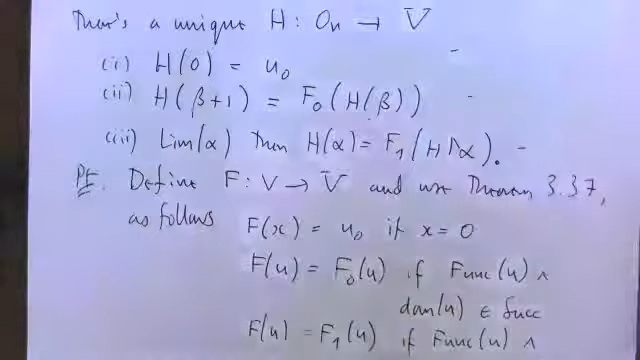 There's a unique H : On → V
(i) H(0) = u₀
(ii) H(β+1) = F₀(H(β))
(iii) Lim(α) then H(α) = F₁(H↾α).
Pf. Define F : V → V and use Theorem 3.37,
as follows F(x) = u₀ if x = 0
F(u) = F₀(u) if Func(u) ∧
dom(u) ∈ Succ
F(u) = F₁(u) if Func(u) ∧